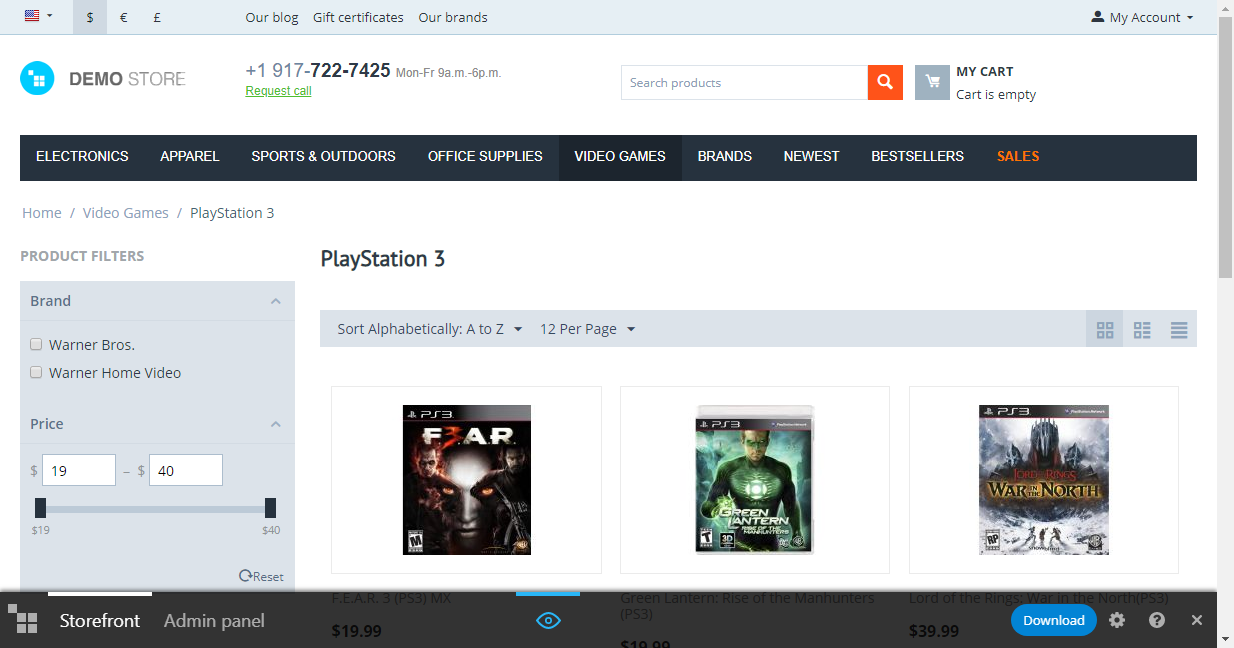 $ € £ Our blog Gift certificates Our brands My Account
DEMO STORE
+1 917-722-7425 Mon-Fr 9a.m.-6p.m.
Request call
Search products
MY CART
Cart is empty
ELECTRONICS APPAREL SPORTS & OUTDOORS OFFICE SUPPLIES VIDEO GAMES BRANDS NEWEST BESTSELLERS SALES
Home / Video Games / PlayStation 3
PRODUCT FILTERS
PlayStation 3
Brand
Warner Bros.
Warner Home Video
Price
$ 19 – $ 40
$19 $40
Reset
Sort Alphabetically: A to Z 12 Per Page
PS3
F.3.A.R.
PS3
GREEN LANTERN
RISE OF THE MANHUNTERS
3D
PS3
THE LORD OF THE RINGS
WAR IN THE NORTH
F.E.A.R. 3 (PS3) MX
$19.99
Green Lantern: Rise of the Manhunters
(PS3)
$19.99
Lord of the Rings: War in the North(PS3)
$39.99
Storefront Admin panel
Download